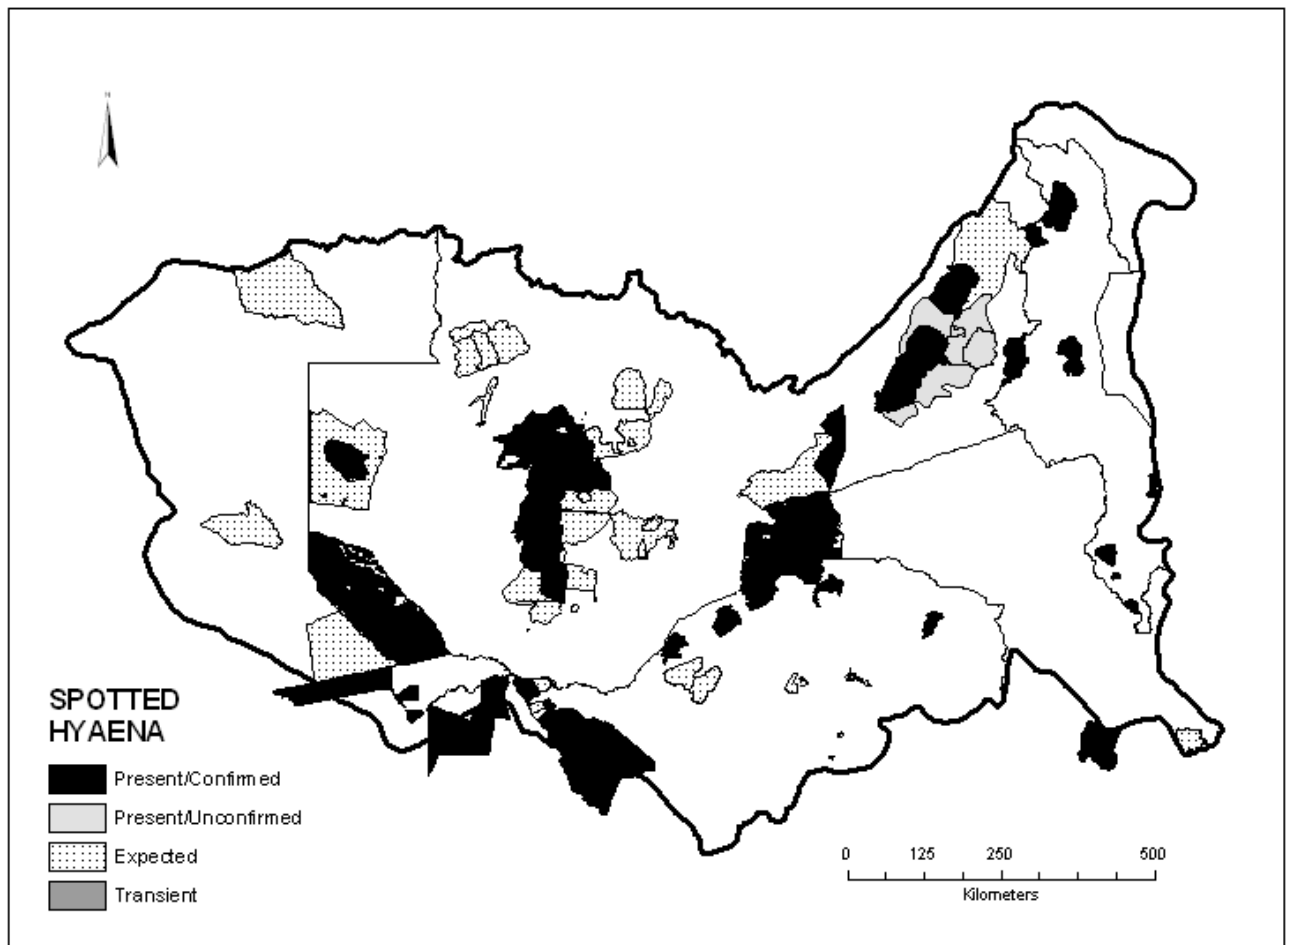 N
SPOTTED
HYAENA
Present/Confirmed
Present/Unconfirmed
Expected
Transient
0 125 250 500
Kilometers